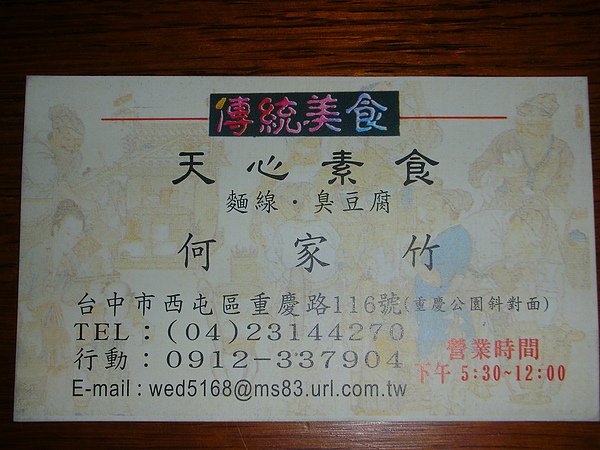 傳統美食
天心素食
麵線・臭豆腐
何家竹
台中市西屯區重慶路116號(重慶公園斜對面)
TEL：(04)23144270
行動：0912-337904
E-mail : wed5168@ms83.url.com.tw
營業時間
下午 5:30~12:00